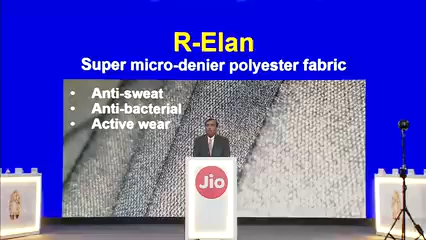 R-Elan
Super micro-denier polyester fabric
• Anti-sweat
• Anti-bacterial
• Active wear
Jio